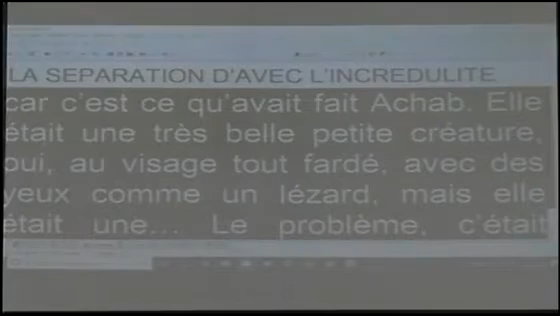 LA SEPARATION D'AVEC L'INCREDULITE
car c'est ce qu'avait fait Achab. Elle
était une très belle petite créature,
oui, au visage tout fardé, avec des
yeux comme un lézard, mais elle
était une... Le problème, c'était